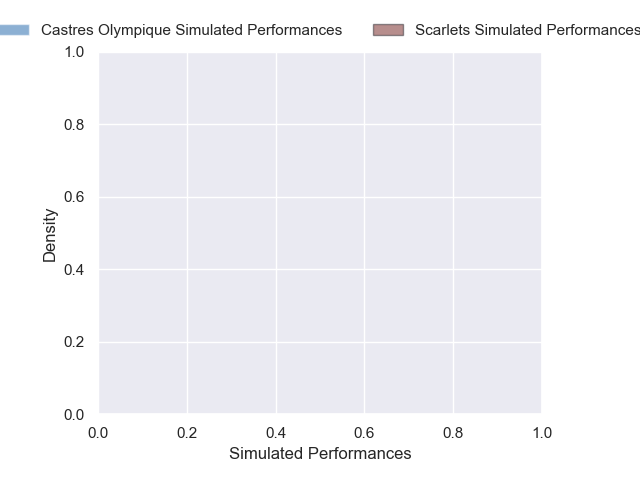 Castres Olympique Simulated Performances
Scarlets Simulated Performances
1.0
0.8
0.6
0.4
0.2
0.0
Density
0.0 0.2 0.4 0.6 0.8 1.0
Simulated Performances